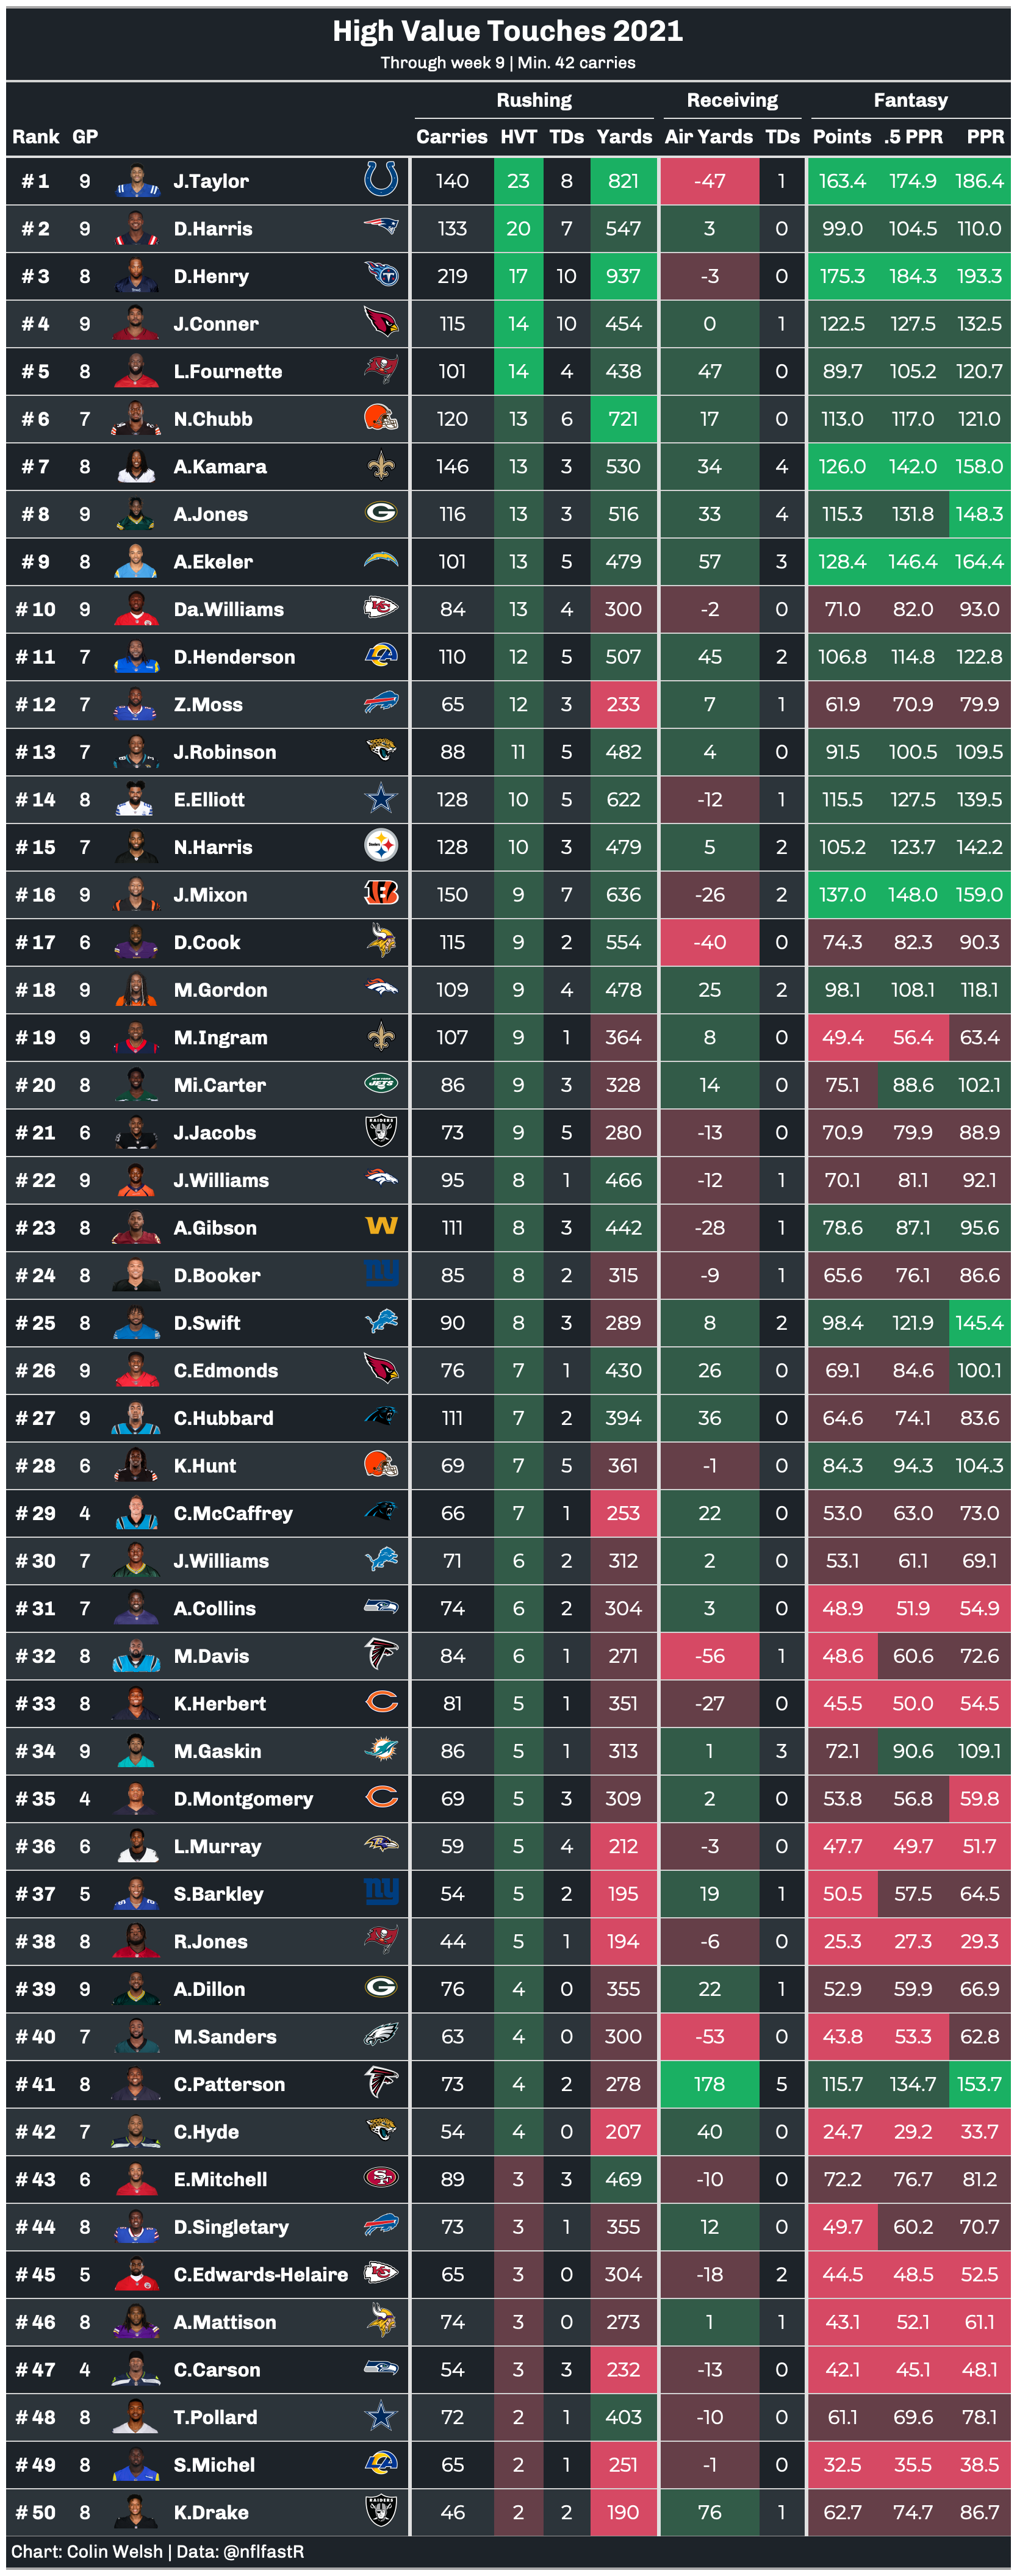 High Value Touches 2021
Through week 9 | Min. 42 carries
Rushing Receiving Fantasy
Rank GP Carries HVT TDs Yards Air Yards TDs Points .5 PPR PPR
# 1 9 J.Taylor 140 23 8 821 -47 1 163.4 174.9 186.4
# 2 9 D.Harris 133 20 7 547 3 0 99.0 104.5 110.0
# 3 8 D.Henry 219 17 10 937 -3 0 175.3 184.3 193.3
# 4 9 J.Conner 115 14 10 454 0 1 122.5 127.5 132.5
# 5 8 L.Fournette 101 14 4 438 47 0 89.7 105.2 120.7
# 6 7 N.Chubb 120 13 6 721 17 0 113.0 117.0 121.0
# 7 8 A.Kamara 146 13 3 530 34 4 126.0 142.0 158.0
# 8 9 A.Jones G 116 13 3 516 33 4 115.3 131.8 148.3
# 9 8 A.Ekeler 101 13 5 479 57 3 128.4 146.4 164.4
# 10 9 Da.Williams KC 84 13 4 300 -2 0 71.0 82.0 93.0
# 11 7 D.Henderson LA 110 12 5 507 45 2 106.8 114.8 122.8
# 12 7 Z.Moss 65 12 3 233 7 1 61.9 70.9 79.9
# 13 7 J.Robinson 88 11 5 482 4 0 91.5 100.5 109.5
# 14 8 E.Elliott 128 10 5 622 -12 1 115.5 127.5 139.5
# 15 7 N.Harris 128 10 3 479 5 2 105.2 123.7 142.2
# 16 9 J.Mixon 150 9 7 636 -26 2 137.0 148.0 159.0
# 17 6 D.Cook 115 9 2 554 -40 0 74.3 82.3 90.3
# 18 9 M.Gordon 109 9 4 478 25 2 98.1 108.1 118.1
# 19 9 M.Ingram 107 9 1 364 8 0 49.4 56.4 63.4
# 20 8 Mi.Carter JETS 86 9 3 328 14 0 75.1 88.6 102.1
# 21 6 J.Jacobs RAIDERS 73 9 5 280 -13 0 70.9 79.9 88.9
# 22 9 J.Williams 95 8 1 466 -12 1 70.1 81.1 92.1
# 23 8 A.Gibson W 111 8 3 442 -28 1 78.6 87.1 95.6
# 24 8 D.Booker ny 85 8 2 315 -9 1 65.6 76.1 86.6
# 25 8 D.Swift 90 8 3 289 8 2 98.4 121.9 145.4
# 26 9 C.Edmonds 76 7 1 430 26 0 69.1 84.6 100.1
# 27 9 C.Hubbard 111 7 2 394 36 0 64.6 74.1 83.6
# 28 6 K.Hunt 69 7 5 361 -1 0 84.3 94.3 104.3
# 29 4 C.McCaffrey 66 7 1 253 22 0 53.0 63.0 73.0
# 30 7 J.Williams 71 6 2 312 2 0 53.1 61.1 69.1
# 31 7 A.Collins 74 6 2 304 3 0 48.9 51.9 54.9
# 32 8 M.Davis 84 6 1 271 -56 1 48.6 60.6 72.6
# 33 8 K.Herbert C 81 5 1 351 -27 0 45.5 50.0 54.5
# 34 9 M.Gaskin 86 5 1 313 1 3 72.1 90.6 109.1
# 35 4 D.Montgomery C 69 5 3 309 2 0 53.8 56.8 59.8
# 36 6 L.Murray 59 5 4 212 -3 0 47.7 49.7 51.7
# 37 5 S.Barkley ny 54 5 2 195 19 1 50.5 57.5 64.5
# 38 8 R.Jones 44 5 1 194 -6 0 25.3 27.3 29.3
# 39 9 A.Dillon G 76 4 0 355 22 1 52.9 59.9 66.9
# 40 7 M.Sanders 63 4 0 300 -53 0 43.8 53.3 62.8
# 41 8 C.Patterson 73 4 2 278 178 5 115.7 134.7 153.7
# 42 7 C.Hyde 54 4 0 207 40 0 24.7 29.2 33.7
# 43 6 E.Mitchell SF 89 3 3 469 -10 0 72.2 76.7 81.2
# 44 8 D.Singletary 73 3 1 355 12 0 49.7 60.2 70.7
# 45 5 C.Edwards-Helaire KC 65 3 0 304 -18 2 44.5 48.5 52.5
# 46 8 A.Mattison 74 3 0 273 1 1 43.1 52.1 61.1
# 47 4 C.Carson 54 3 3 232 -13 0 42.1 45.1 48.1
# 48 8 T.Pollard 72 2 1 403 -10 0 61.1 69.6 78.1
# 49 8 S.Michel LA 65 2 1 251 -1 0 32.5 35.5 38.5
# 50 8 K.Drake RAIDERS 46 2 2 190 76 1 62.7 74.7 86.7
Chart: Colin Welsh | Data: @nflfastR